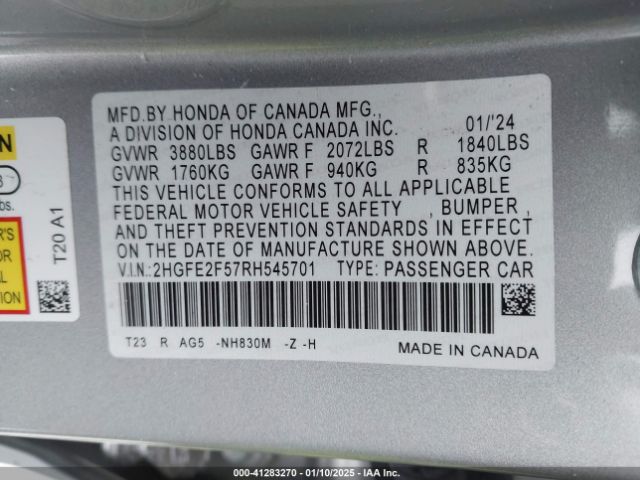 MFD.BY HONDA OF CANADA MFG.,
A DIVISION OF HONDA CANADA INC. 01/'24
GVWR 3880LBS GAWR F 2072LBS R 1840LBS
GVWR 1760KG GAWR F 940KG R 835KG
THIS VEHICLE CONFORMS TO ALL APPLICABLE
FEDERAL MOTOR VEHICLE SAFETY , BUMPER ,
AND THEFT PREVENTION STANDARDS IN EFFECT
ON THE DATE OF MANUFACTURE SHOWN ABOVE.
V.I.N.:2HGFE2F57RH545701 TYPE: PASSENGER CAR
T23 R AG5 -NH830M -Z -H
MADE IN CANADA
T20 A1
000-41283270 — 01/10/2025 — IAAI.COM